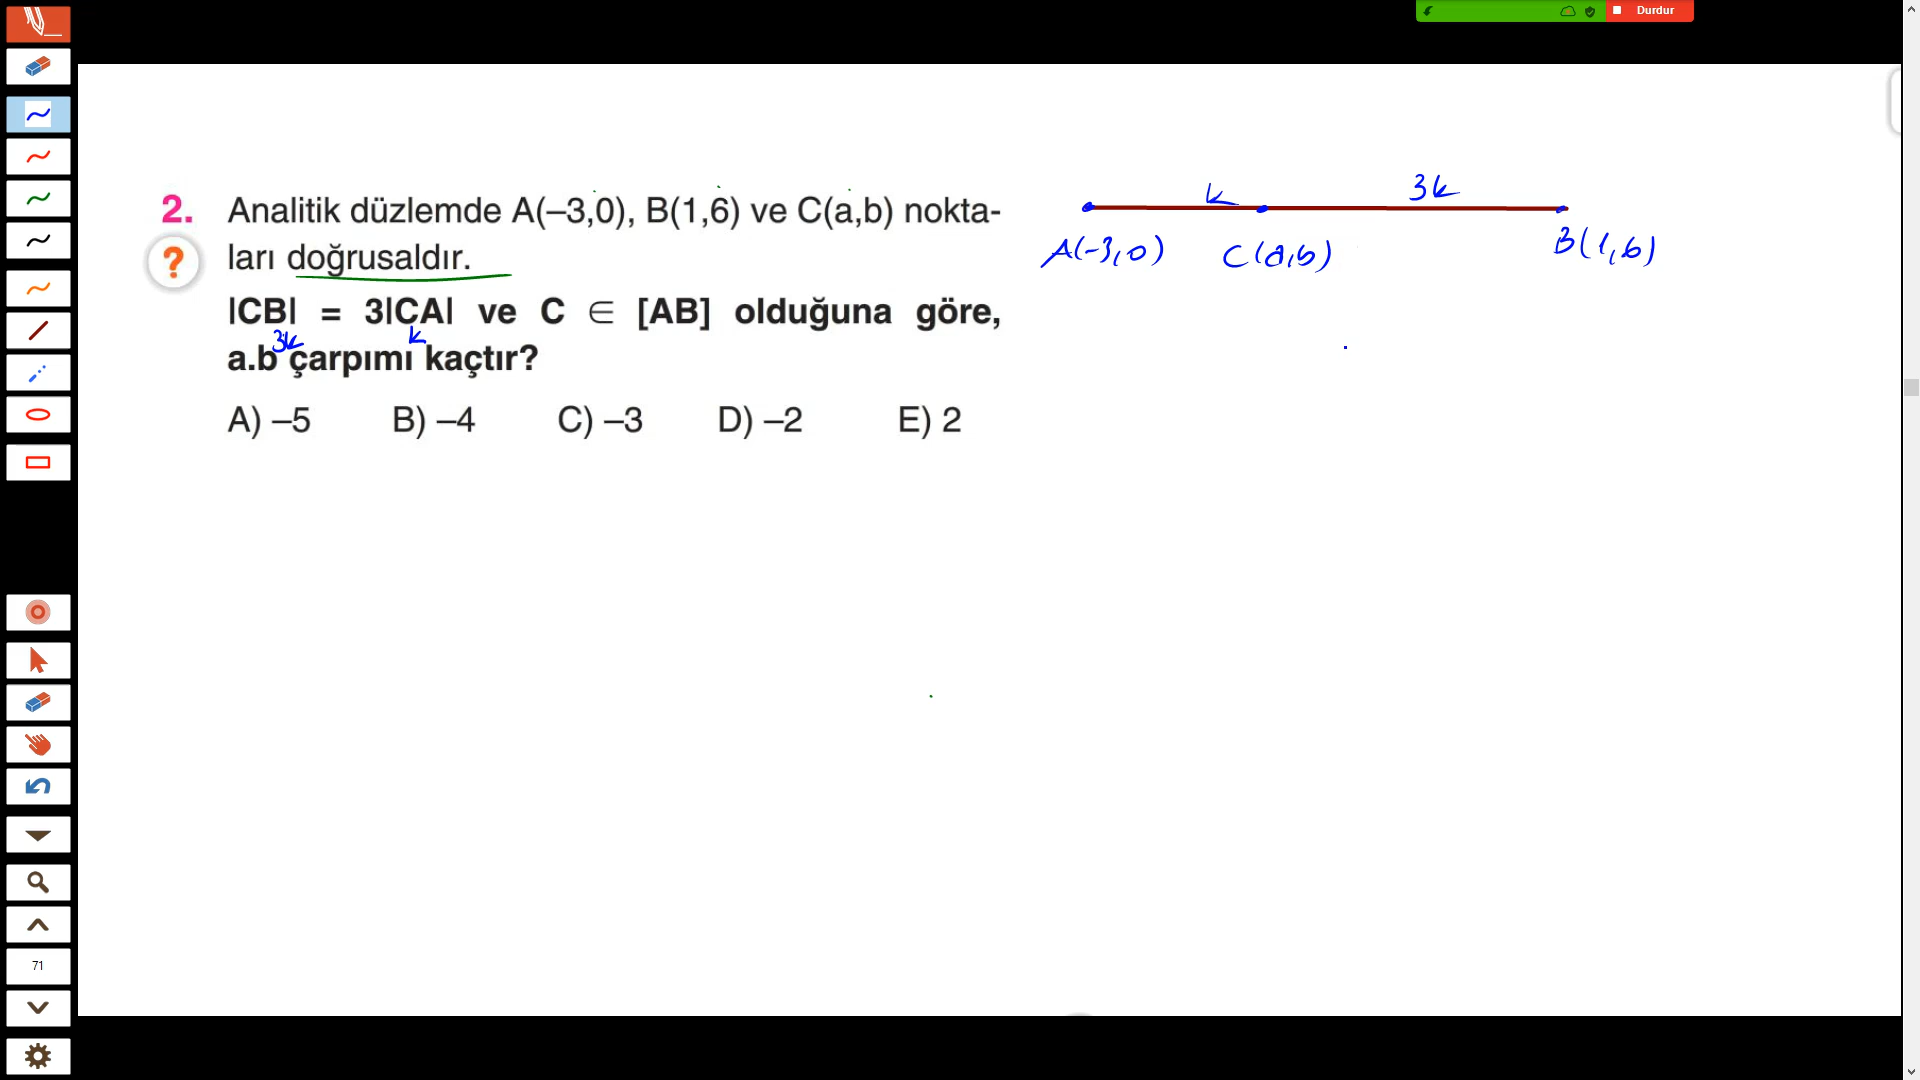 Durdur
2. Analitik düzlemde A(–3,0), B(1,6) ve C(a,b) nokta-
ları doğrusaldır.
?
|CB| = 3|CA| ve C ∈ [AB] olduğuna göre,
3k k
a.b çarpımı kaçtır?
A) –5 B) –4 C) –3 D) –2 E) 2
k 3k
A(-3,0) C(a,b) B(1,6)
71